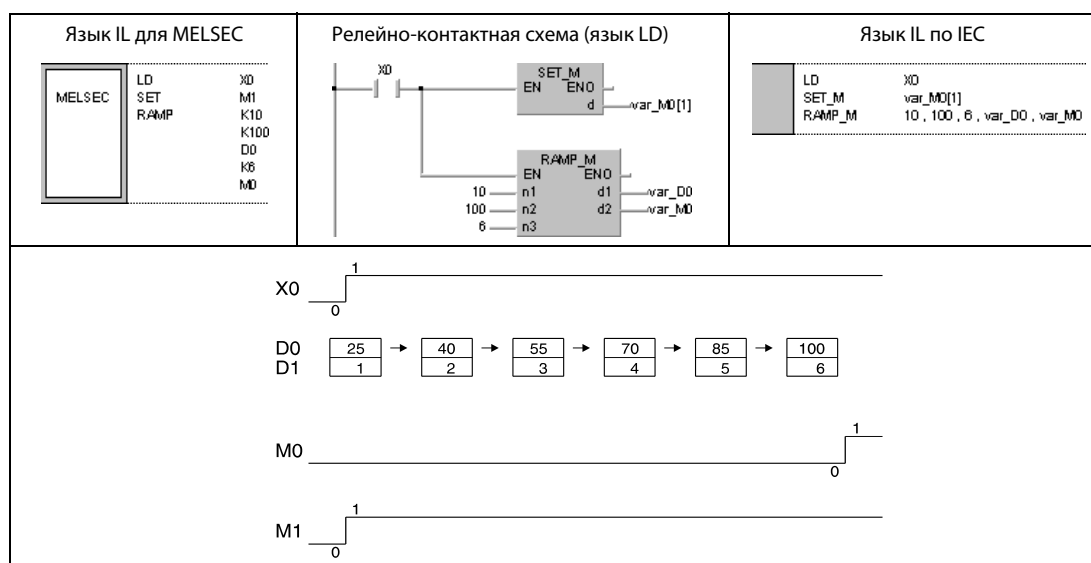 Язык IL для MELSEC
MELSEC
LD X0
SET M1
RAMP K10
K100
D0
K6
M0
Релейно-контактная схема (язык LD)
X0
SET_M
EN ENO
d var_M0[1]
RAMP_M
EN ENO
10 n1 d1 var_D0
100 n2 d2 var_M0
6 n3
Язык IL по IEC
LD X0
SET_M var_M0[1]
RAMP_M 10 , 100 , 6 , var_D0 , var_M0
X0 0 1
D0 25 → 40 → 55 → 70 → 85 → 100
D1 1 2 3 4 5 6
M0 0 1
M1 0 1